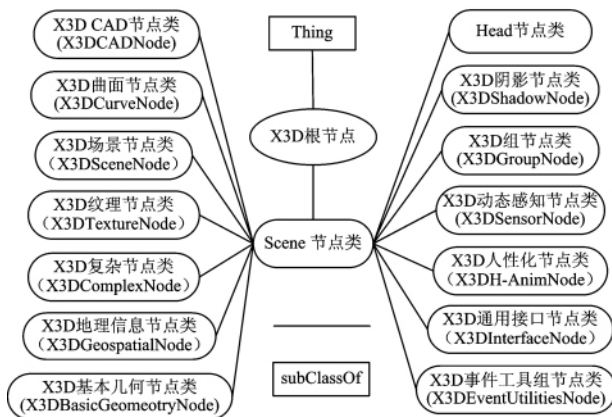 X3D CAD节点类
(X3DCADNode)
X3D曲面节点类
(X3DCurveNode)
X3D场景节点类
（X3DSceneNode）
X3D纹理节点类
（X3DTextureNode）
X3D复杂节点类
（X3DComplexNode）
X3D地理信息节点类
（X3DGeospatialNode）
X3D基本几何节点类
(X3DBasicGeomeotryNode)
Thing
X3D根节点
Scene 节点类
subClassOf
Head节点类
X3D阴影节点类
(X3DShadowNode)
X3D组节点类
(X3DGroupNode)
X3D动态感知节点类
(X3DSensorNode)
X3D人性化节点类
（X3DH-AnimNode）
X3D通用接口节点类
（X3DInterfaceNode）
X3D事件工具组节点类
(X3DEventUtilitiesNode)